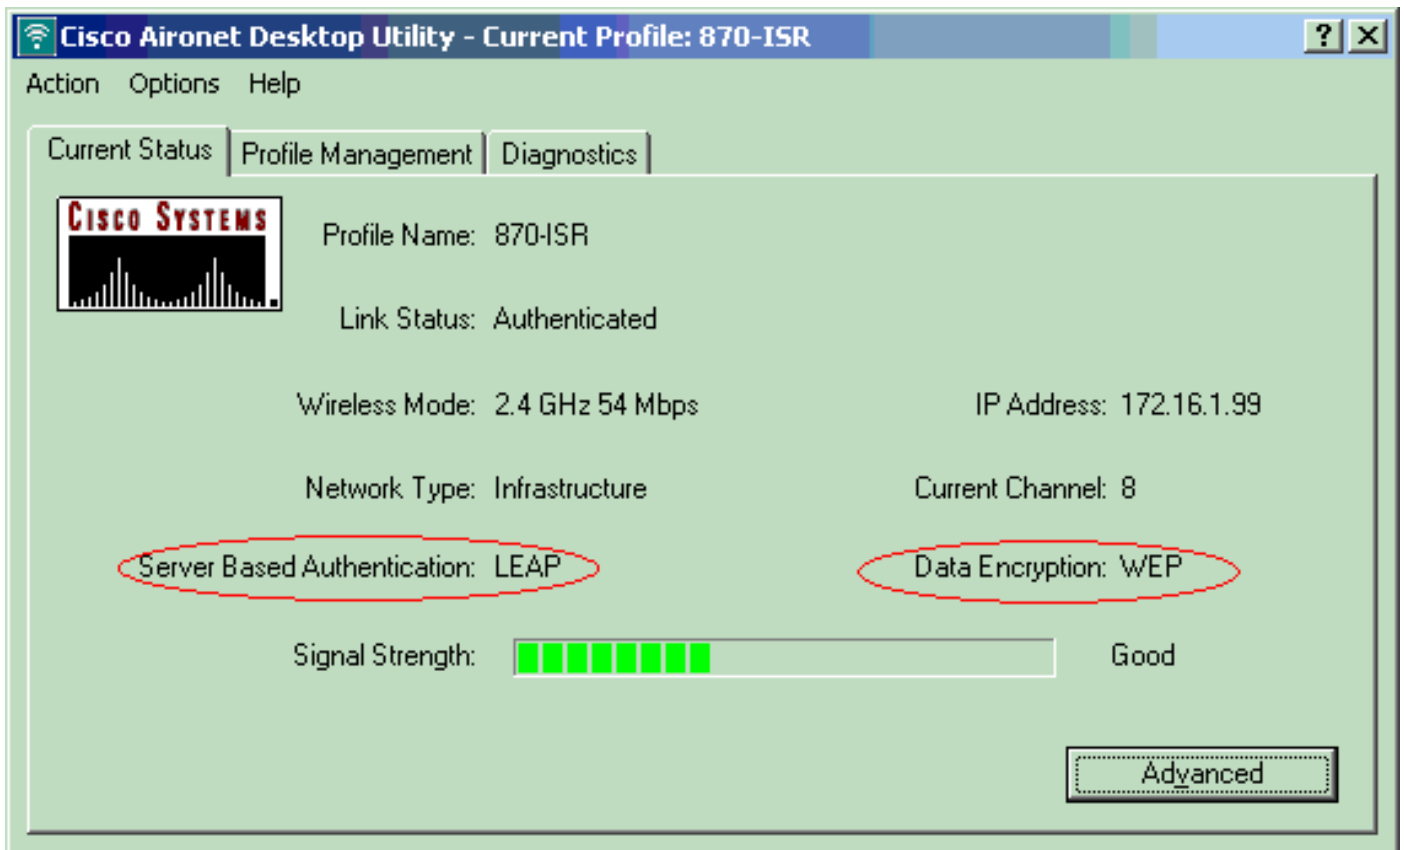 Cisco Aironet Desktop Utility - Current Profile: 870-ISR
Action Options Help
Current Status Profile Management Diagnostics
CISCO SYSTEMS
Profile Name: 870-ISR
Link Status: Authenticated
Wireless Mode: 2.4 GHz 54 Mbps IP Address: 172.16.1.99
Network Type: Infrastructure Current Channel: 8
Server Based Authentication: LEAP Data Encryption: WEP
Signal Strength: Good
Advanced